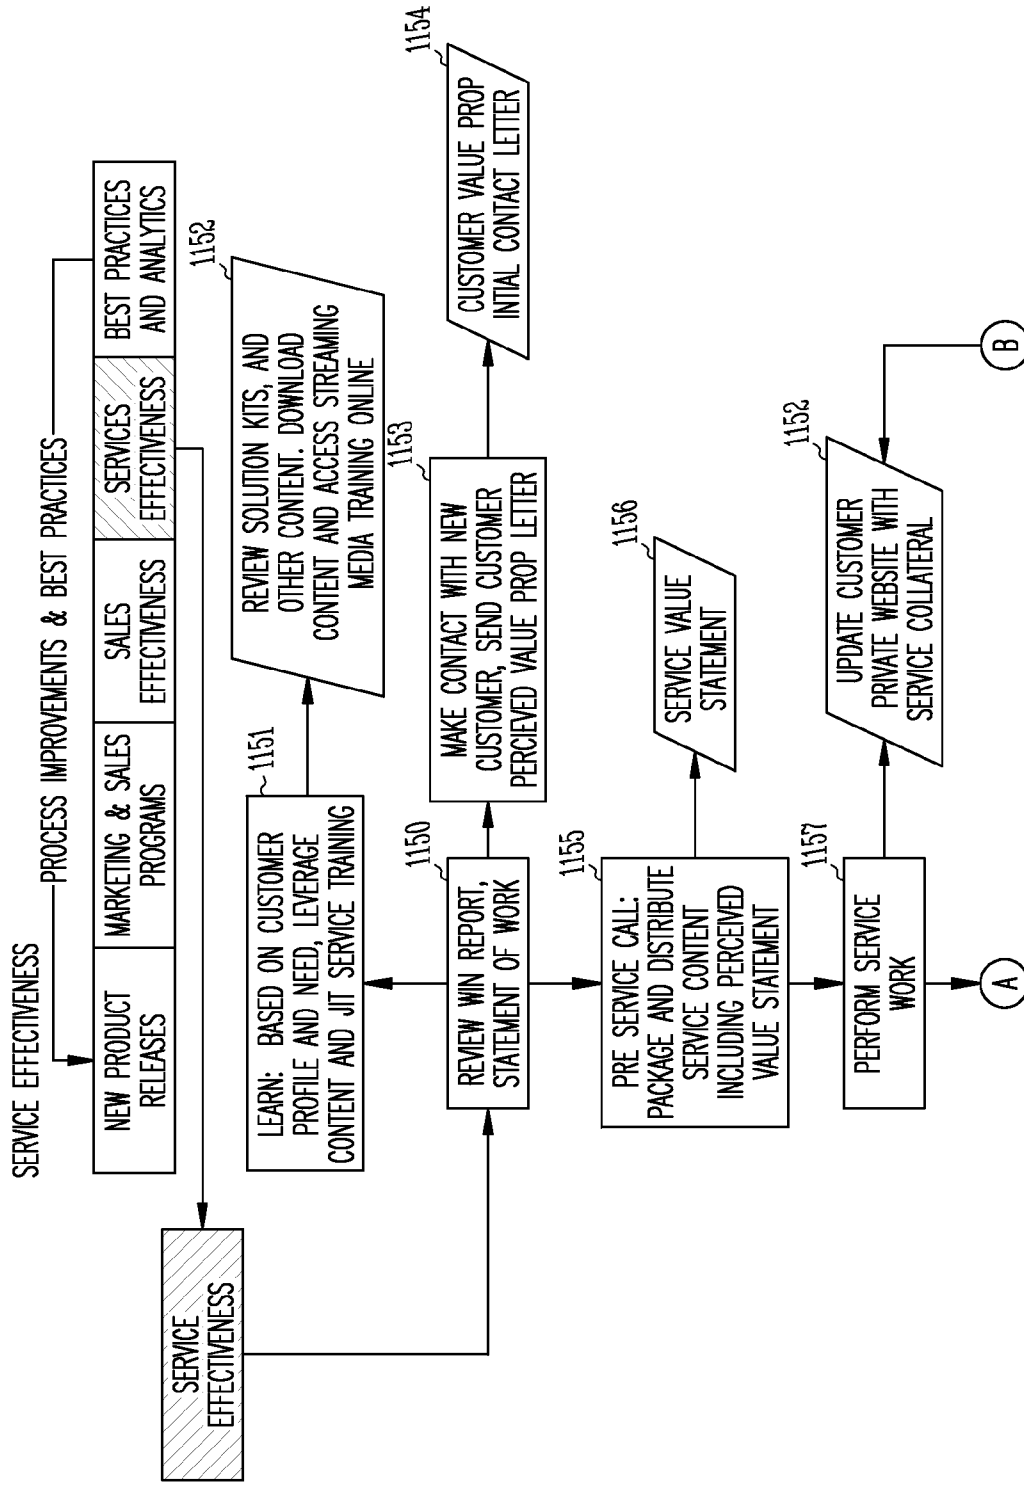 SERVICE EFFECTIVENESS
PROCESS IMPROVEMENTS & BEST PRACTICES
NEW PRODUCT
RELEASES
MARKETING & SALES
PROGRAMS
SALES
EFFECTIVENESS
SERVICES
EFFECTIVENESS
BEST PRACTICES
AND ANALYTICS
SERVICE
EFFECTIVENESS
1151
LEARN: BASED ON CUSTOMER
PROFILE AND NEED, LEVERAGE
CONTENT AND JIT SERVICE TRAINING
1152
REVIEW SOLUTION KITS, AND
OTHER CONTENT. DOWNLOAD
CONTENT AND ACCESS STREAMING
MEDIA TRAINING ONLINE
1150
REVIEW WIN REPORT,
STATEMENT OF WORK
1153
MAKE CONTACT WITH NEW
CUSTOMER, SEND CUSTOMER
PERCIEVED VALUE PROP LETTER
1154
CUSTOMER VALUE PROP
INTIAL CONTACT LETTER
1155
PRE SERVICE CALL:
PACKAGE AND DISTRIBUTE
SERVICE CONTENT
INCLUDING PERCEIVED
VALUE STATEMENT
1156
SERVICE VALUE
STATEMENT
1157
PERFORM SERVICE
WORK
1152
UPDATE CUSTOMER
PRIVATE WEBSITE WITH
SERVICE COLLATERAL
A
B